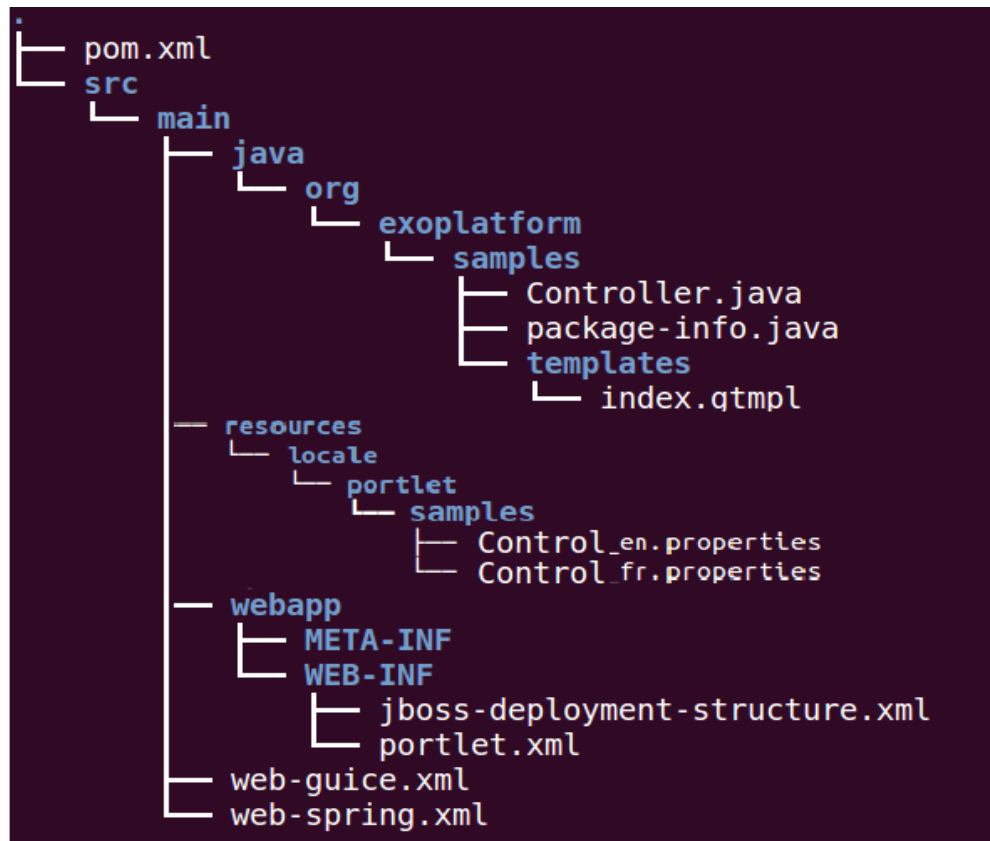 .
├── pom.xml
└── src
    └── main
        ├── java
        │   └── org
        │       └── exoplatform
        │           └── samples
        │               ├── Controller.java
        │               ├── package-info.java
        │               └── templates
        │                   └── index.gtmpl
        ├── resources
        │   └── locale
        │       └── portlet
        │           └── samples
        │               ├── Control_en.properties
        │               └── Control_fr.properties
        ├── webapp
        │   ├── META-INF
        │   └── WEB-INF
        │       ├── jboss-deployment-structure.xml
        │       └── portlet.xml
        ├── web-guice.xml
        └── web-spring.xml